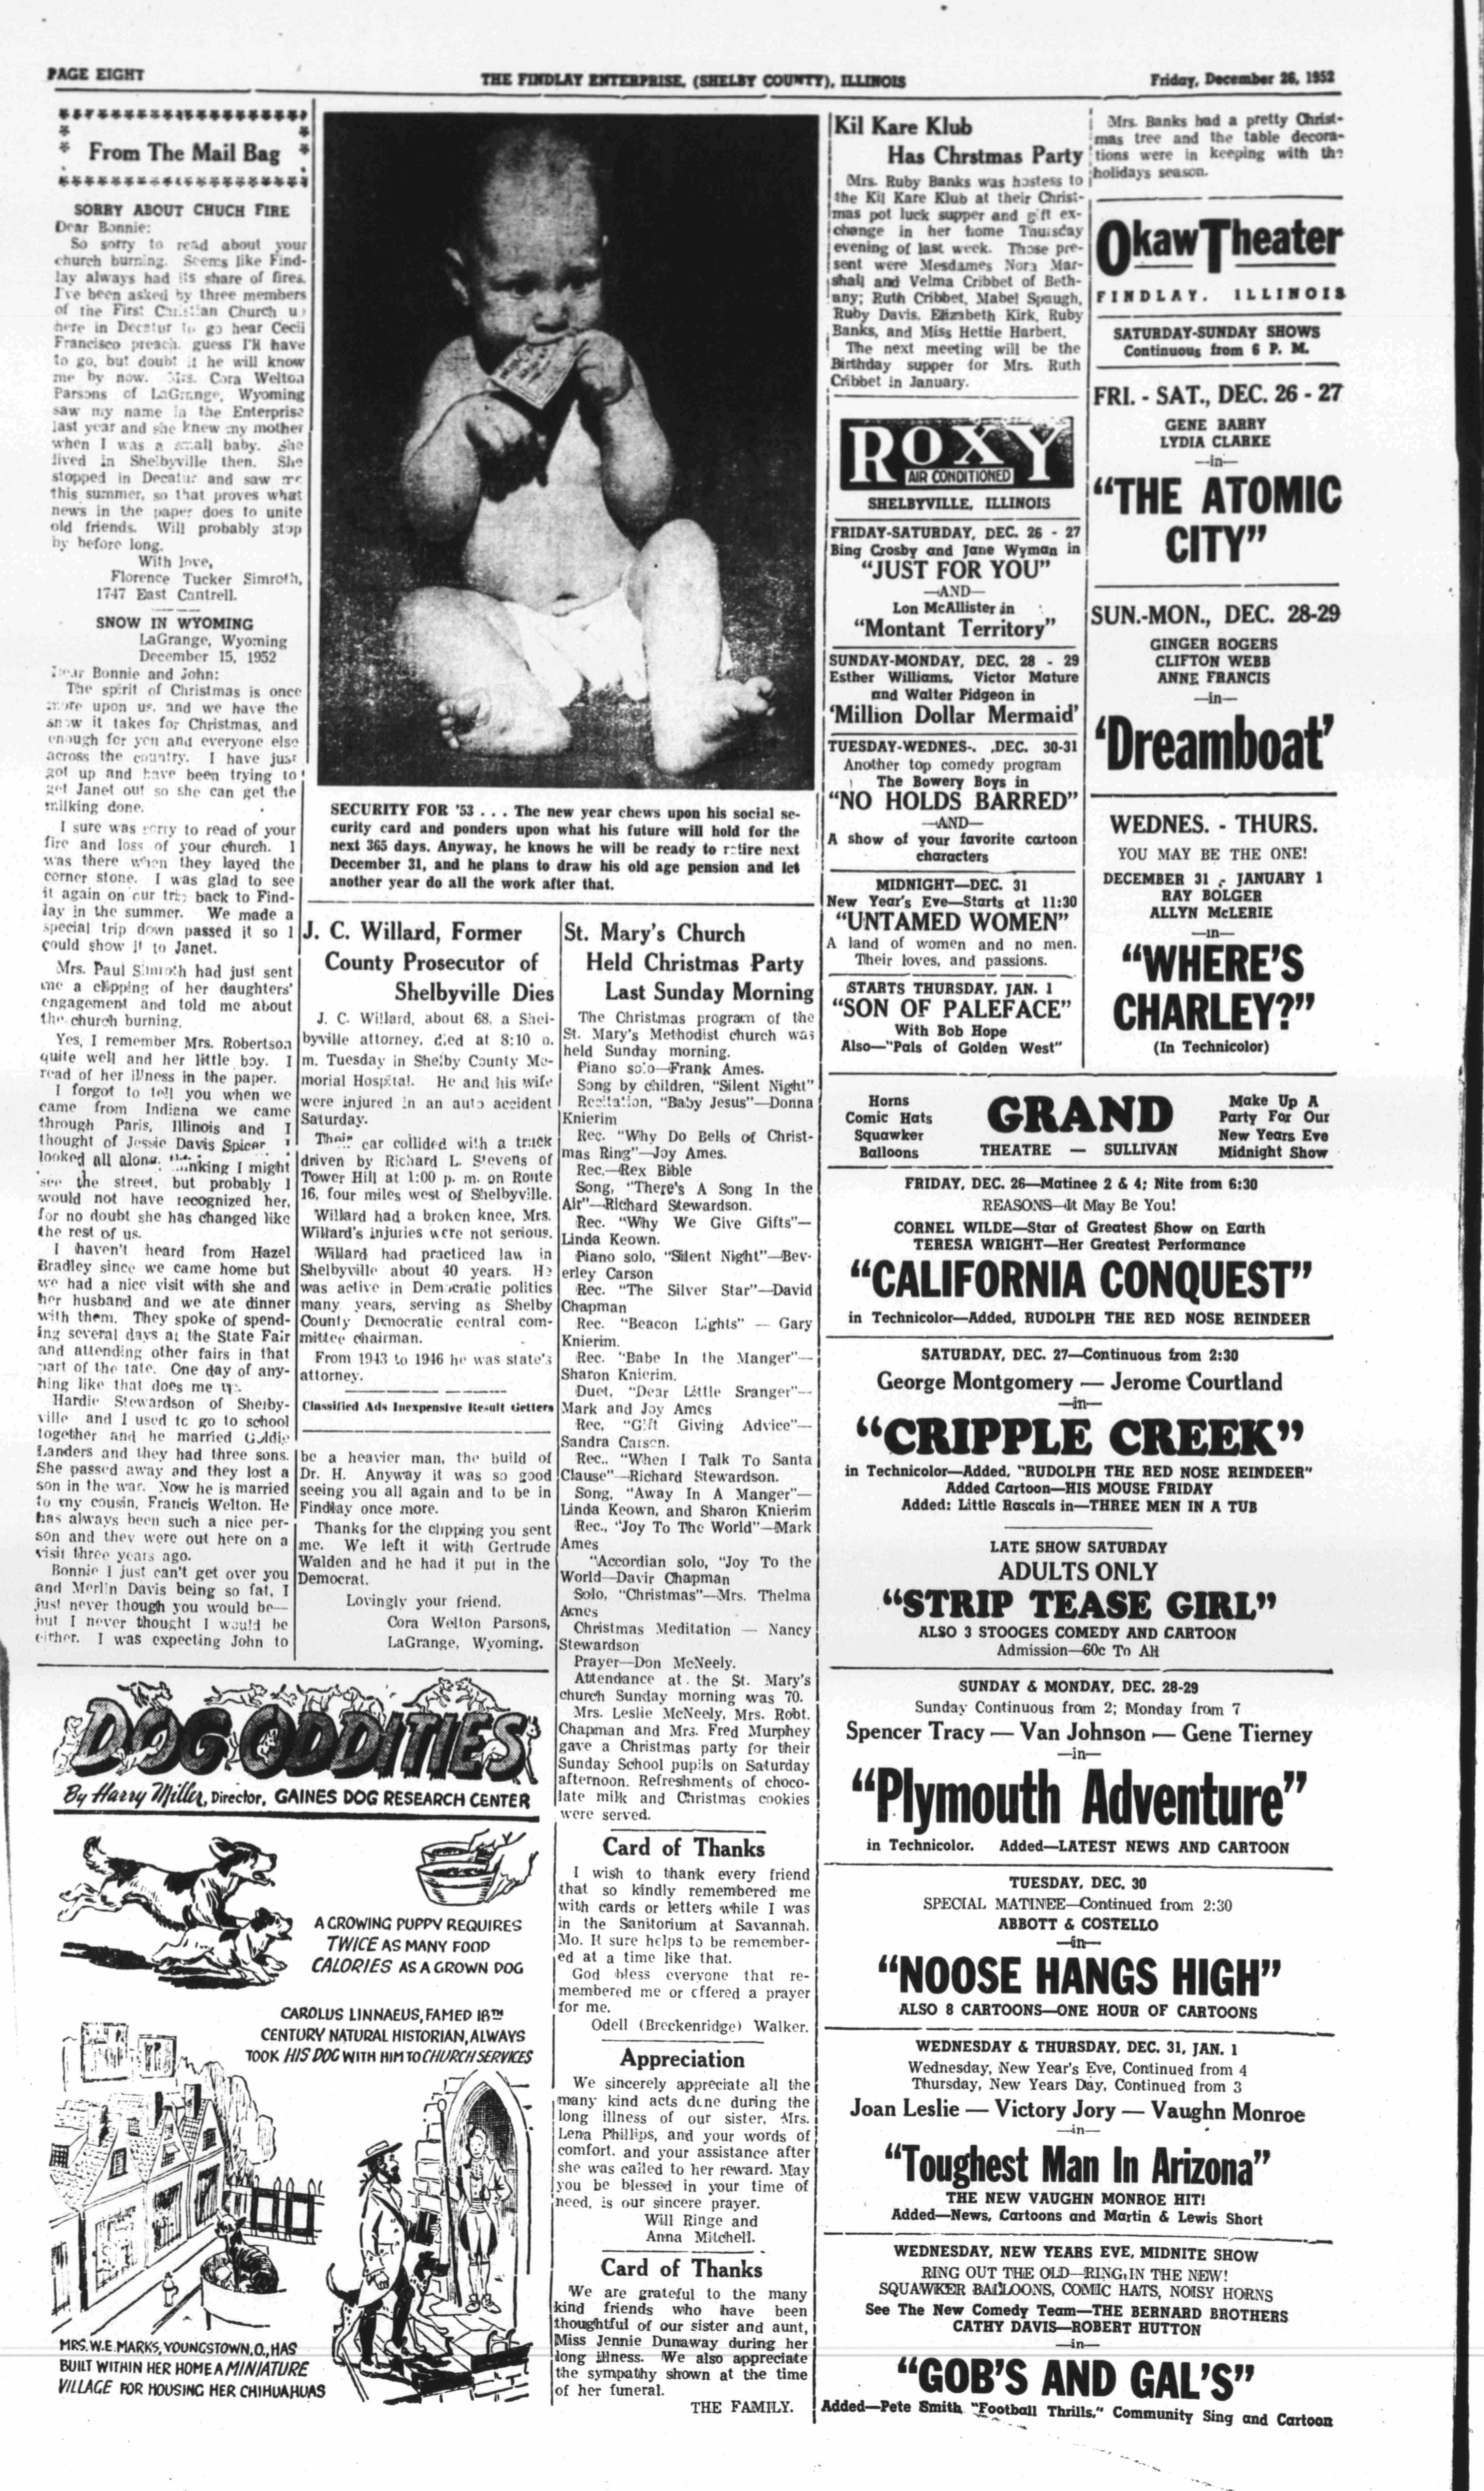 PAGE EIGHT
THE FINDLAY ENTERPRISE, (SHELBY COUNTY), ILLINOIS
Friday, December 26, 1952
From The Mail Bag
SORRY ABOUT CHUCH FIRE
Dear Bonnie:
So sorry to read about your
church burning. Seems like Find-
lay always had its share of fires.
I've been asked by three members
of the First Christian Church u
here in Decatur to go hear Cecil
Francisco preach. guess I'll have
to go, but doubt if he will know
me by now. Mrs. Cora Welton
Parsons of LaGrange, Wyoming
saw my name in the Enterprise
last year and she knew my mother
when I was a small baby. She
lived in Shelbyville then. She
stopped in Decatur and saw me
this summer, so that proves what
news in the paper does to unite
old friends. Will probably stop
by before long.
With love,
Florence Tucker Simroth,
1747 East Cantrell.
SNOW IN WYOMING
LaGrange, Wyoming
December 15, 1952
Dear Bonnie and John:
The spirit of Christmas is once
more upon us, and we have the
snow it takes for Christmas, and
enough for you and everyone else
across the country. I have just
got up and have been trying to
get Janet out so she can get the
milking done.
I sure was sorry to read of your
fire and loss of your church. I
was there when they layed the
corner stone. I was glad to see
it again on our trip back to Find-
lay in the summer. We made a
special trip down passed it so I
could show it to Janet.
Mrs. Paul Simroth had just sent
me a clipping of her daughters'
engagement and told me about
the church burning.
Yes, I remember Mrs. Robertson
quite well and her little boy. I
read of her illness in the paper.
I forgot to tell you when we
came from Indiana we came
through Paris, Illinois and I
thought of Jessie Davis Spicer. I
looked all along, thinking I might
see the street, but probably I
would not have recognized her,
for no doubt she has changed like
the rest of us.
I haven't heard from Hazel
Bradley since we came home but
we had a nice visit with she and
her husband and we ate dinner
with them. They spoke of spend-
ing several days at the State Fair
and attending other fairs in that
part of the tate. One day of any-
hing like that does me up.
Hardie Stewardson of Shelby-
ville and I used to go to school
together and he married Goldie
Landers and they had three sons.
She passed away and they lost a
son in the war. Now he is married
to my cousin, Francis Welton. He
has always been such a nice per-
son and they were out here on a
visit three years ago.
Bonnie I just can't get over you
and Merlin Davis being so fat, I
just never though you would be—
but I never thought I would be
either. I was expecting John to
SECURITY FOR '53 . . . The new year chews upon his social se-
curity card and ponders upon what his future will hold for the
next 365 days. Anyway, he knows he will be ready to retire next
December 31, and he plans to draw his old age pension and let
another year do all the work after that.
J. C. Willard, Former
County Prosecutor of
Shelbyville Dies
J. C. Willard, about 68, a Shel-
byville attorney, died at 8:10 p.
m. Tuesday in Shelby County Me-
morial Hospital. He and his wife
were injured in an auto accident
Saturday.
Their car collided with a truck
driven by Richard L. Stevens of
Tower Hill at 1:00 p. m. on Route
16, four miles west of Shelbyville.
Willard had a broken knee, Mrs.
Willard's injuries were not serious.
Willard had practiced law in
Shelbyville about 40 years. He
was active in Democratic politics
many years, serving as Shelby
County Democratic central com-
mittee chairman.
From 1943 to 1946 he was state's
attorney.
Classified Ads Inexpensive Result Getters
be a heavier man, the build of
Dr. H. Anyway it was so good
seeing you all again and to be in
Findlay once more.
Thanks for the clipping you sent
me. We left it with Gertrude
Walden and he had it put in the
Democrat.
Lovingly your friend,
Cora Welton Parsons,
LaGrange, Wyoming.
St. Mary's Church
Held Christmas Party
Last Sunday Morning
The Christmas program of the
St. Mary's Methodist church was
held Sunday morning.
Piano solo—Frank Ames.
Song by children, "Silent Night"
Recitation, "Baby Jesus"—Donna
Knierim
Rec. "Why Do Bells of Christ-
mas Ring"—Joy Ames.
Rec.—Rex Bible
Song, "There's A Song In the
Air"—Richard Stewardson.
Rec. "Why We Give Gifts"—
Linda Keown.
Piano solo, "Silent Night"—Bev-
erley Carson
Rec. "The Silver Star"—David
Chapman
Rec. "Beacon Lights" — Gary
Knierim.
Rec. "Babe In the Manger"—
Sharon Knierim.
Duet, "Dear Little Sranger"—
Mark and Joy Ames
Rec, "Gift Giving Advice"—
Sandra Carson.
Rec.. "When I Talk To Santa
Clause"—Richard Stewardson.
Song, "Away In A Manger"—
Linda Keown, and Sharon Knierim
Rec., "Joy To The World"—Mark
Ames
"Accordian solo, "Joy To the
World—Davir Chapman
Solo, "Christmas"—Mrs. Thelma
Ames
Christmas Meditation — Nancy
Stewardson
Prayer—Don McNeely.
Attendance at the St. Mary's
church Sunday morning was 70.
Mrs. Leslie McNeely, Mrs. Robt.
Chapman and Mrs. Fred Murphey
gave a Christmas party for their
Sunday School pupils on Saturday
afternoon. Refreshments of choco-
late milk and Christmas cookies
were served.
Card of Thanks
I wish to thank every friend
that so kindly remembered me
with cards or letters while I was
in the Sanitorium at Savannah,
Mo. It sure helps to be remember-
ed at a time like that.
God bless everyone that re-
membered me or offered a prayer
for me.
Odell (Breckenridge) Walker.
Appreciation
We sincerely appreciate all the
many kind acts done during the
long illness of our sister, Mrs.
Lena Phillips, and your words of
comfort, and your assistance after
she was called to her reward. May
you be blessed in your time of
need, is our sincere prayer.
Will Ringe and
Anna Mitchell.
Card of Thanks
We are grateful to the many
kind friends who have been
thoughtful of our sister and aunt,
Miss Jennie Dunaway during her
long illness. We also appreciate
the sympathy shown at the time
of her funeral.
THE FAMILY.
DOG ODDITIES
By Harry Miller, Director, GAINES DOG RESEARCH CENTER
A GROWING PUPPY REQUIRES
TWICE AS MANY FOOD
CALORIES AS A GROWN DOG
CAROLUS LINNAEUS, FAMED 18TH
CENTURY NATURAL HISTORIAN, ALWAYS
TOOK HIS DOG WITH HIM TO CHURCH SERVICES
MRS. W.E. MARKS, YOUNGSTOWN, O., HAS
BUILT WITHIN HER HOME A MINIATURE
VILLAGE FOR HOUSING HER CHIHUAHUAS
Kil Kare Klub
Has Chrstmas Party
Mrs. Ruby Banks was hostess to
the Kil Kare Klub at their Christ-
mas pot luck supper and gift ex-
change in her home Thursday
evening of last week. Those pre-
sent were Mesdames Nora Mar-
shall and Velma Cribbet of Beth-
any; Ruth Cribbet, Mabel Spaugh,
Ruby Davis, Elizabeth Kirk, Ruby
Banks, and Miss Hettie Harbert.
The next meeting will be the
Birthday supper for Mrs. Ruth
Cribbet in January.
Mrs. Banks had a pretty Christ-
mas tree and the table decora-
tions were in keeping with the
holidays season.
ROXY
AIR CONDITIONED
SHELBYVILLE, ILLINOIS
FRIDAY-SATURDAY, DEC. 26 - 27
Bing Crosby and Jane Wyman in
"JUST FOR YOU"
—AND—
Lon McAllister in
"Montant Territory"
SUNDAY-MONDAY, DEC. 28 - 29
Esther Williams, Victor Mature
and Walter Pidgeon in
'Million Dollar Mermaid'
TUESDAY-WEDNES-. ,DEC. 30-31
Another top comedy program
The Bowery Boys in
"NO HOLDS BARRED"
—AND—
A show of your favorite cartoon
characters
MIDNIGHT—DEC. 31
New Year's Eve—Starts at 11:30
"UNTAMED WOMEN"
A land of women and no men.
Their loves, and passions.
STARTS THURSDAY, JAN. 1
"SON OF PALEFACE"
With Bob Hope
Also—"Pals of Golden West"
Okaw Theater
FINDLAY, ILLINOIS
SATURDAY-SUNDAY SHOWS
Continuous from 6 P. M.
FRI. - SAT., DEC. 26 - 27
GENE BARRY
LYDIA CLARKE
—in—
"THE ATOMIC
CITY"
SUN.-MON., DEC. 28-29
GINGER ROGERS
CLIFTON WEBB
ANNE FRANCIS
—in—
'Dreamboat'
WEDNES. - THURS.
YOU MAY BE THE ONE!
DECEMBER 31 - JANUARY 1
RAY BOLGER
ALLYN McLERIE
—in—
"WHERE'S
CHARLEY?"
(In Technicolor)
Horns
Comic Hats
Squawker
Balloons
GRAND
THEATRE — SULLIVAN
Make Up A
Party For Our
New Years Eve
Midnight Show
FRIDAY, DEC. 26—Matinee 2 & 4; Nite from 6:30
REASONS—It May Be You!
CORNEL WILDE—Star of Greatest Show on Earth
TERESA WRIGHT—Her Greatest Performance
"CALIFORNIA CONQUEST"
in Technicolor—Added, RUDOLPH THE RED NOSE REINDEER
SATURDAY, DEC. 27—Continuous from 2:30
George Montgomery — Jerome Courtland
—in—
"CRIPPLE CREEK"
in Technicolor—Added, "RUDOLPH THE RED NOSE REINDEER"
Added Cartoon—HIS MOUSE FRIDAY
Added: Little Rascals in—THREE MEN IN A TUB
LATE SHOW SATURDAY
ADULTS ONLY
"STRIP TEASE GIRL"
ALSO 3 STOOGES COMEDY AND CARTOON
Admission—60c To All
SUNDAY & MONDAY, DEC. 28-29
Sunday Continuous from 2; Monday from 7
Spencer Tracy — Van Johnson — Gene Tierney
—in—
"Plymouth Adventure"
in Technicolor. Added—LATEST NEWS AND CARTOON
TUESDAY, DEC. 30
SPECIAL MATINEE—Continued from 2:30
ABBOTT & COSTELLO
—in—
"NOOSE HANGS HIGH"
ALSO 8 CARTOONS—ONE HOUR OF CARTOONS
WEDNESDAY & THURSDAY, DEC. 31, JAN. 1
Wednesday, New Year's Eve, Continued from 4
Thursday, New Years Day, Continued from 3
Joan Leslie — Victory Jory — Vaughn Monroe
—in—
"Toughest Man In Arizona"
THE NEW VAUGHN MONROE HIT!
Added—News, Cartoons and Martin & Lewis Short
WEDNESDAY, NEW YEARS EVE, MIDNITE SHOW
RING OUT THE OLD—RING IN THE NEW!
SQUAWKER BALLOONS, COMIC HATS, NOISY HORNS
See The New Comedy Team—THE BERNARD BROTHERS
CATHY DAVIS—ROBERT HUTTON
—in—
"GOB'S AND GAL'S"
Added—Pete Smith "Football Thrills," Community Sing and Cartoon